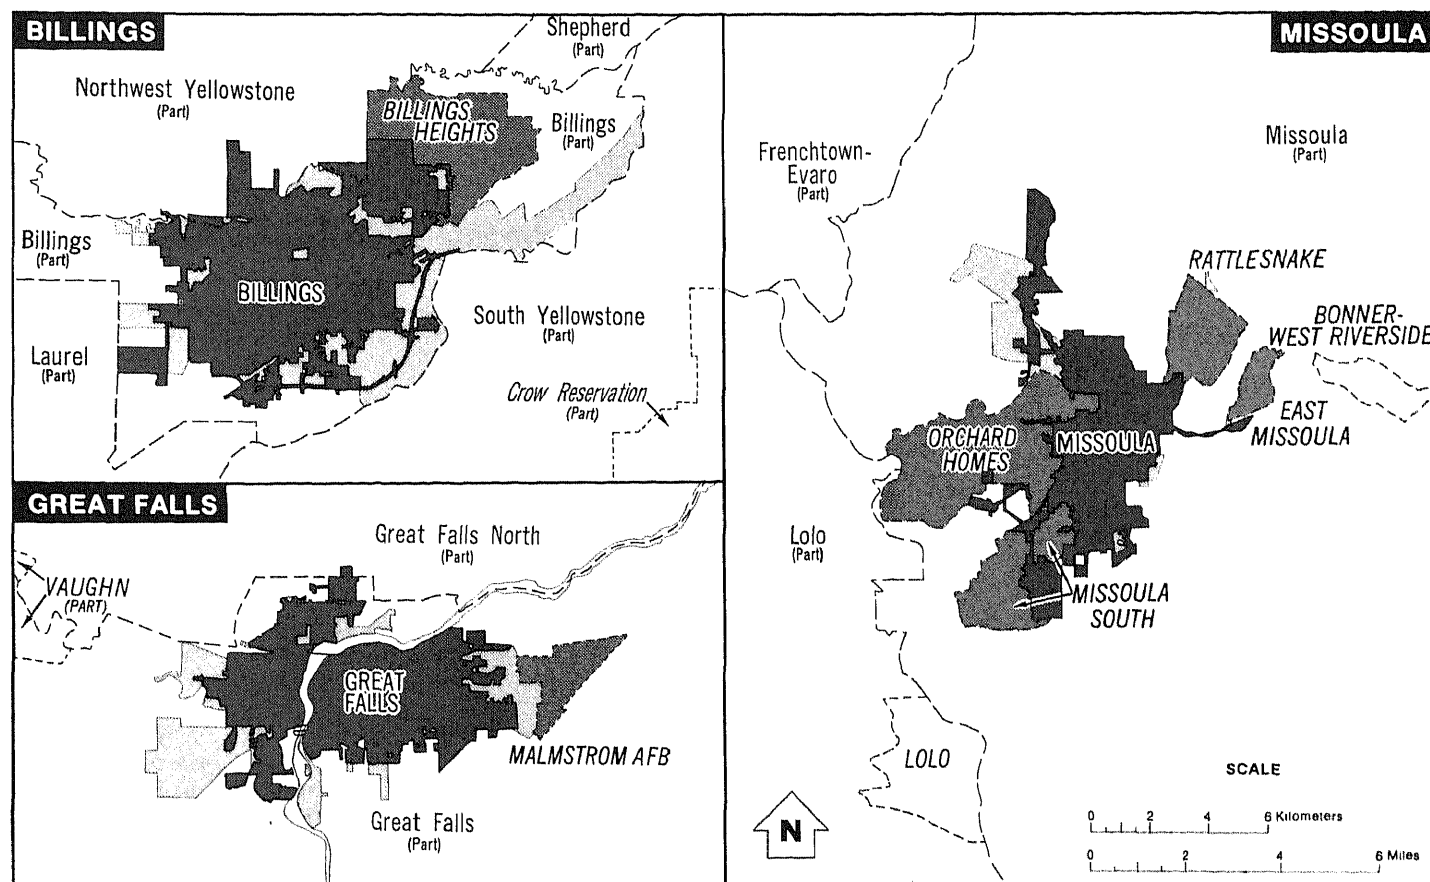 BILLINGS
Shepherd
(Part)
Northwest Yellowstone
(Part)
BILLINGS
HEIGHTS
Billings
(Part)
Billings
(Part)
BILLINGS
South Yellowstone
(Part)
Laurel
(Part)
Crow Reservation
(Part)
GREAT FALLS
Great Falls North
(Part)
VAUGHN
(PART)
GREAT
FALLS
MALMSTROM AFB
Great Falls
(Part)
MISSOULA
Frenchtown-
Evaro
(Part)
Missoula
(Part)
RATTLESNAKE
BONNER-
WEST RIVERSIDE
ORCHARD
HOMES
MISSOULA
EAST
MISSOULA
Lolo
(Part)
MISSOULA
SOUTH
LOLO
N
SCALE
0 2 4 6 Kilometers
0 2 4 6 Miles